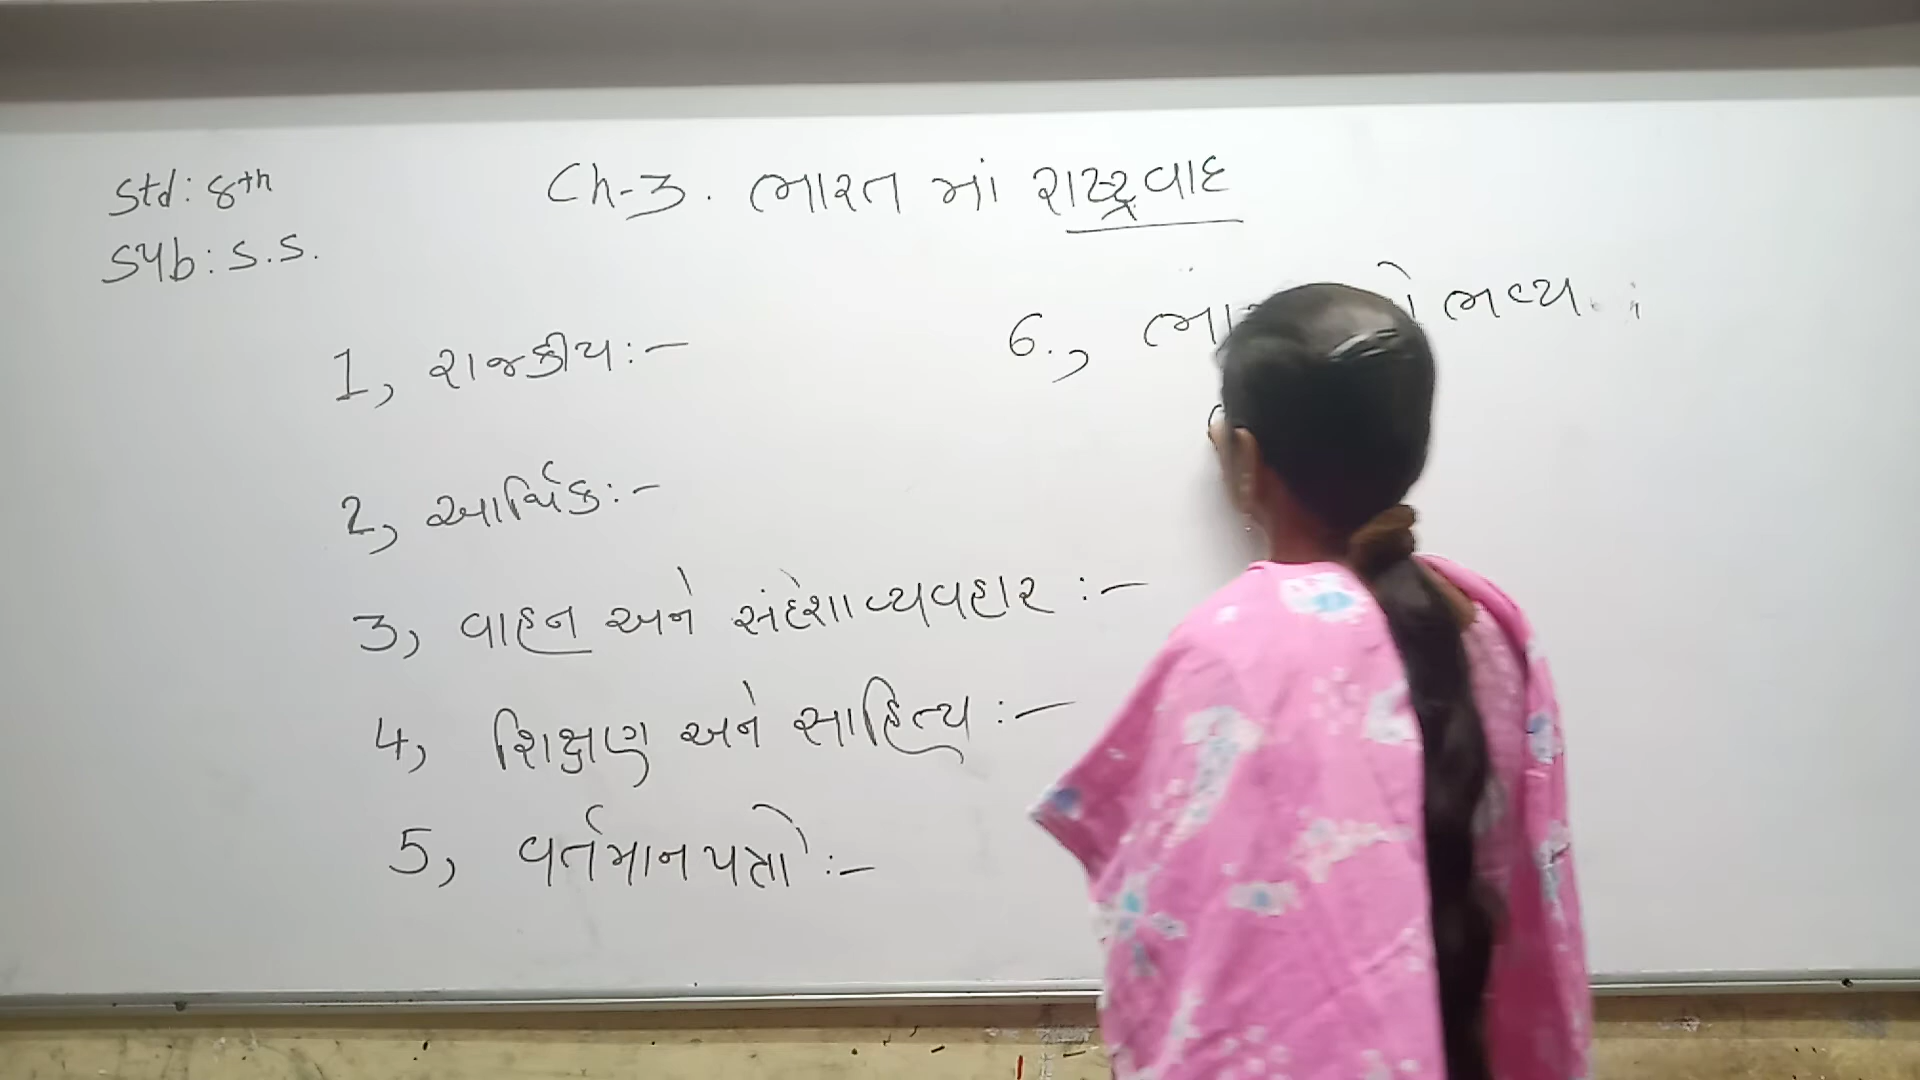 Std: 8th
Sub: S.S.
Ch-3. ભારત માં રાષ્ટ્રવાદ
1, રાજકીય:-
2, આર્થિક:-
3, વાહન અને સંદેશાવ્યવહાર :-
4, શિક્ષણ અને સાહિત્ય :-
5, વર્તમાનપત્રો :-
6., ભવ્ય